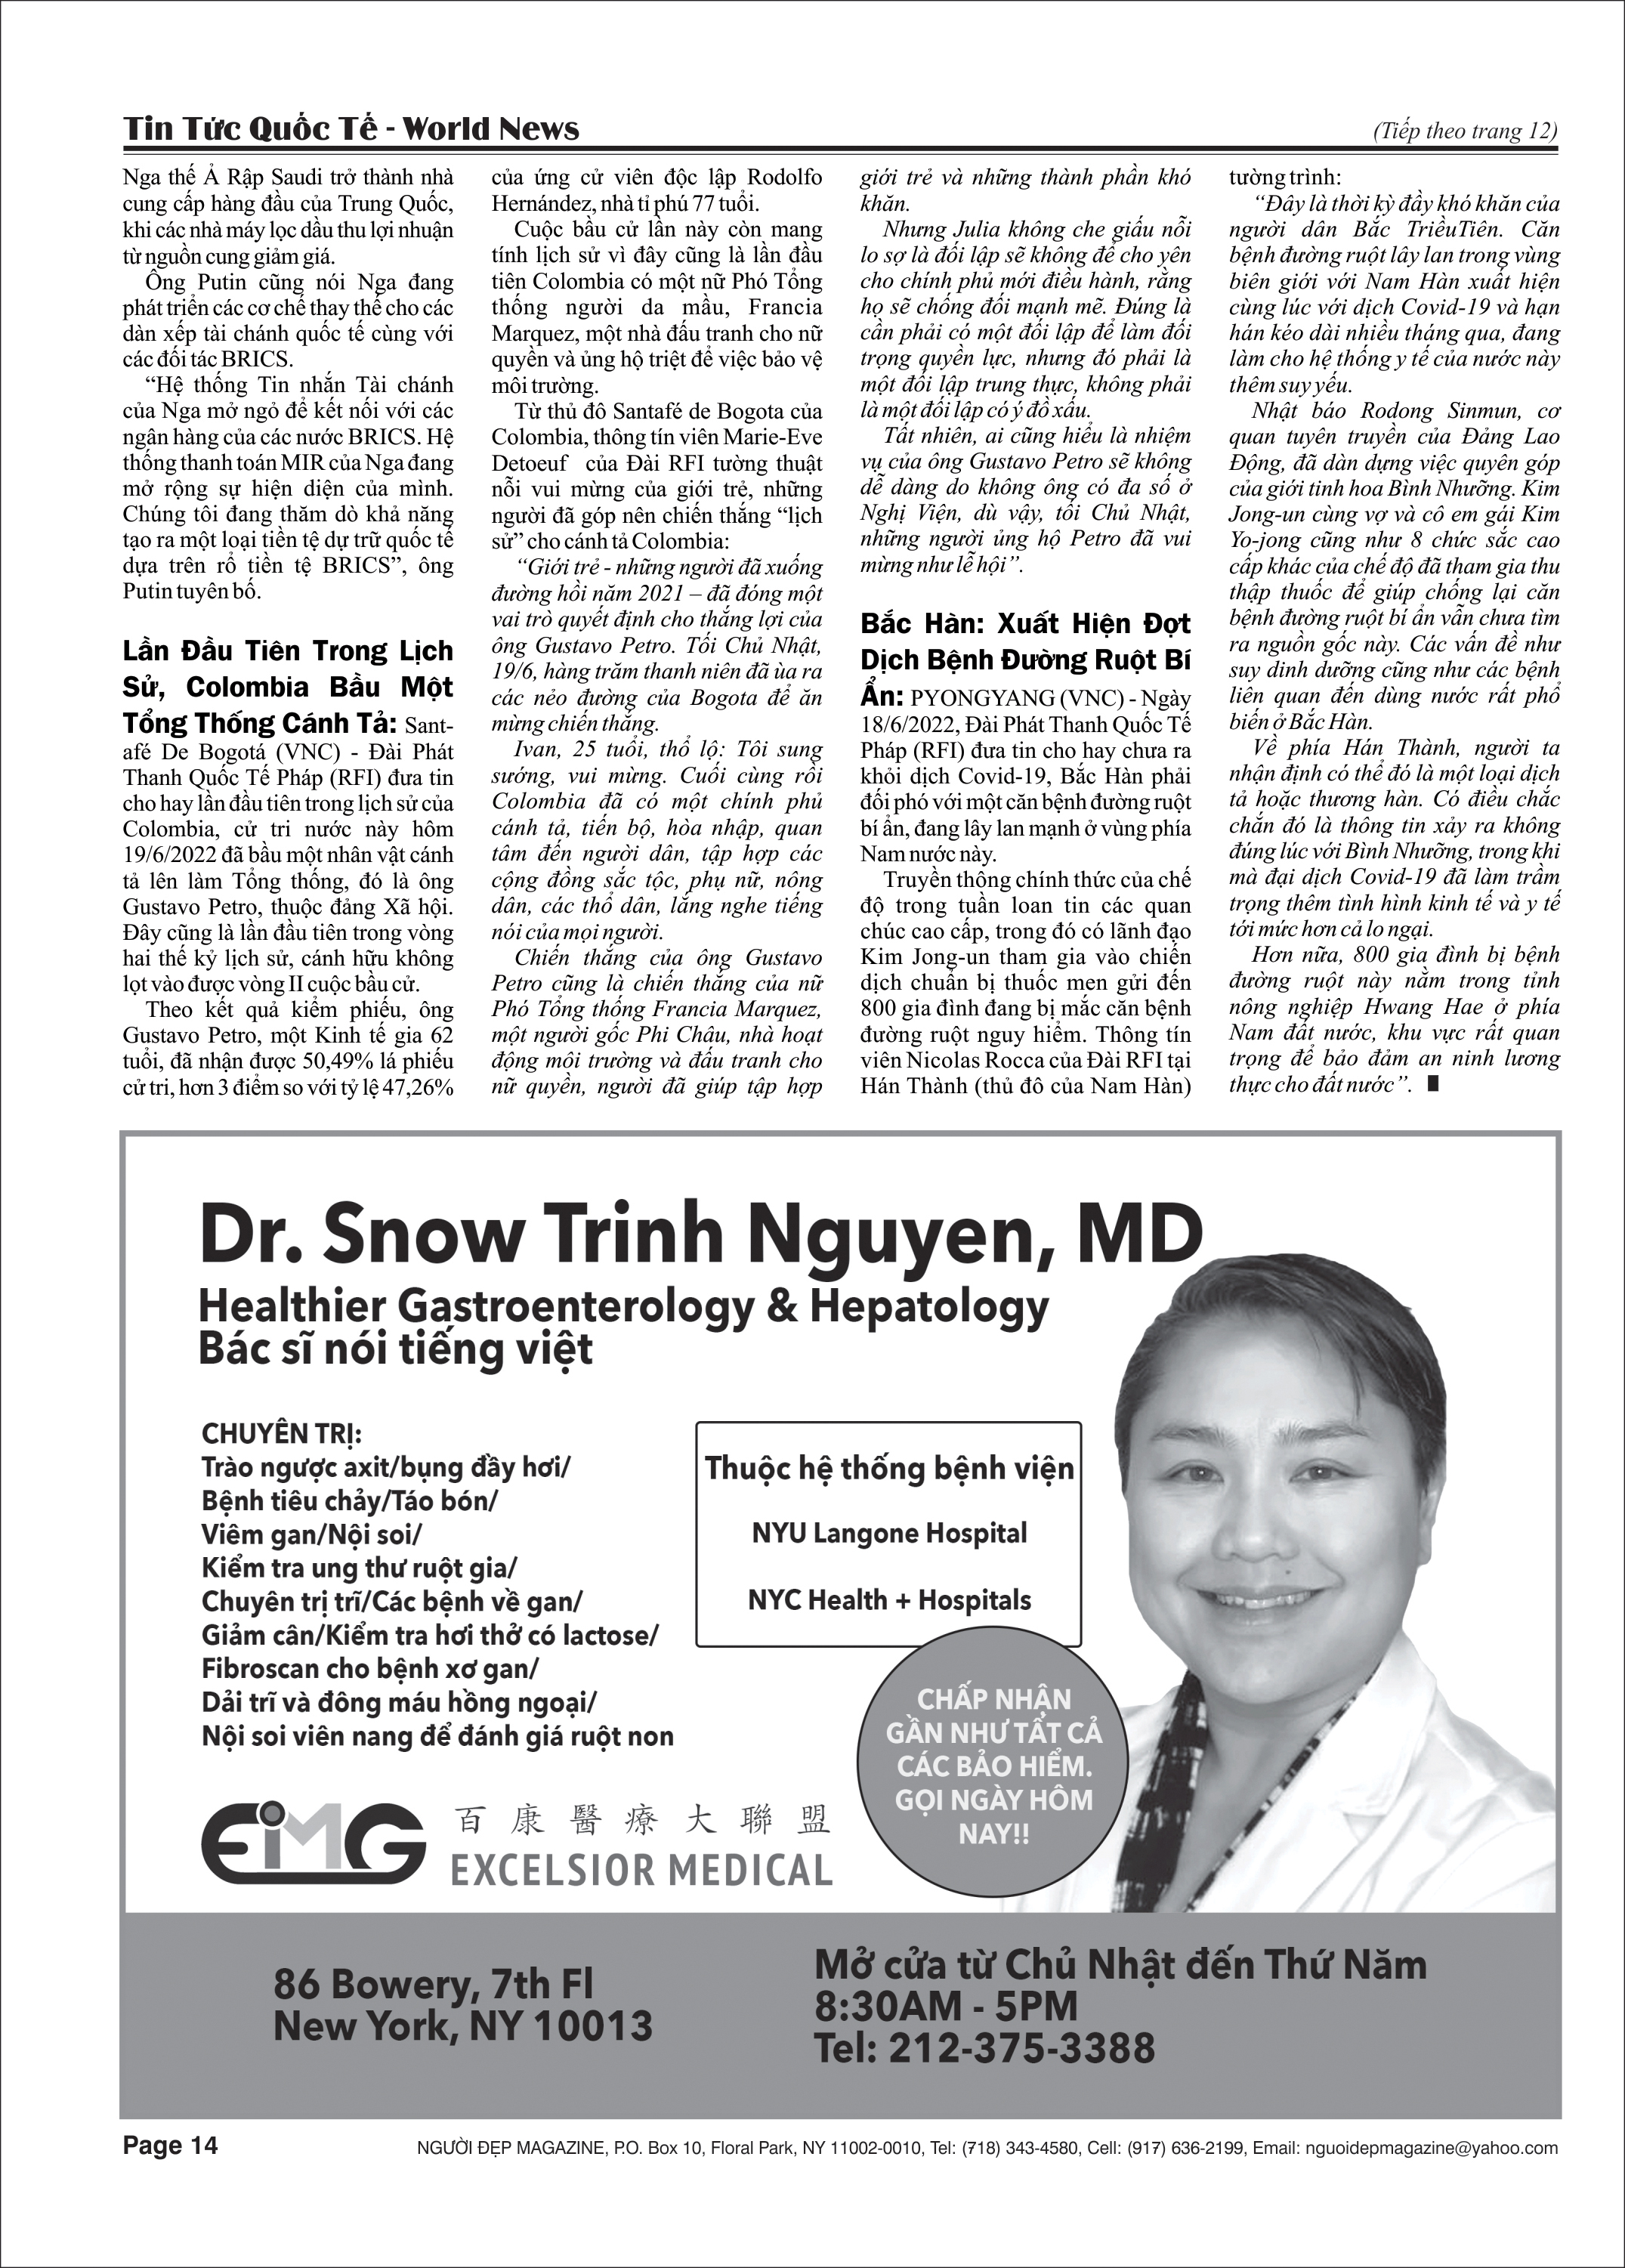 Tin Tức Quốc Tế - World News
(Tiếp theo trang 12)
Nga thế Ả Rập Saudi trở thành nhà
cung cấp hàng đầu của Trung Quốc,
khi các nhà máy lọc dầu thu lợi nhuận
từ nguồn cung giảm giá.
Ông Putin cũng nói Nga đang
phát triển các cơ chế thay thế cho các
dàn xếp tài chánh quốc tế cùng với
các đối tác BRICS.
“Hệ thống Tin nhắn Tài chánh
của Nga mở ngỏ để kết nối với các
ngân hàng của các nước BRICS. Hệ
thống thanh toán MIR của Nga đang
mở rộng sự hiện diện của mình.
Chúng tôi đang thăm dò khả năng
tạo ra một loại tiền tệ dự trữ quốc tế
dựa trên rổ tiền tệ BRICS”, ông
Putin tuyên bố.
Lần Đầu Tiên Trong Lịch
Sử, Colombia Bầu Một
Tổng Thống Cánh Tả: Sant-
afé De Bogotá (VNC) - Đài Phát
Thanh Quốc Tế Pháp (RFI) đưa tin
cho hay lần đầu tiên trong lịch sử của
Colombia, cử tri nước này hôm
19/6/2022 đã bầu một nhân vật cánh
tả lên làm Tổng thống, đó là ông
Gustavo Petro, thuộc đảng Xã hội.
Đây cũng là lần đầu tiên trong vòng
hai thế kỷ lịch sử, cánh hữu không
lọt vào được vòng II cuộc bầu cử.
Theo kết quả kiểm phiếu, ông
Gustavo Petro, một Kinh tế gia 62
tuổi, đã nhận được 50,49% lá phiếu
cử tri, hơn 3 điểm so với tỷ lệ 47,26%
của ứng cử viên độc lập Rodolfo
Hernández, nhà tỉ phú 77 tuổi.
Cuộc bầu cử lần này còn mang
tính lịch sử vì đây cũng là lần đầu
tiên Colombia có một nữ Phó Tổng
thống người da mầu, Francia
Marquez, một nhà đấu tranh cho nữ
quyền và ủng hộ triệt để việc bảo vệ
môi trường.
Từ thủ đô Santafé de Bogota của
Colombia, thông tín viên Marie-Eve
Detoeuf của Đài RFI tường thuật
nỗi vui mừng của giới trẻ, những
người đã góp nên chiến thắng “lịch
sử” cho cánh tả Colombia:
“Giới trẻ - những người đã xuống
đường hồi năm 2021 – đã đóng một
vai trò quyết định cho thắng lợi của
ông Gustavo Petro. Tối Chủ Nhật,
19/6, hàng trăm thanh niên đã ùa ra
các nẻo đường của Bogota để ăn
mừng chiến thắng.
Ivan, 25 tuổi, thổ lộ: Tôi sung
sướng, vui mừng. Cuối cùng rồi
Colombia đã có một chính phủ
cánh tả, tiến bộ, hòa nhập, quan
tâm đến người dân, tập hợp các
cộng đồng sắc tộc, phụ nữ, nông
dân, các thổ dân, lắng nghe tiếng
nói của mọi người.
Chiến thắng của ông Gustavo
Petro cũng là chiến thắng của nữ
Phó Tổng thống Francia Marquez,
một người gốc Phi Châu, nhà hoạt
động môi trường và đấu tranh cho
nữ quyền, người đã giúp tập hợp
giới trẻ và những thành phần khó
khăn.
Nhưng Julia không che giấu nỗi
lo sợ là đối lập sẽ không để cho yên
cho chính phủ mới điều hành, rằng
họ sẽ chống đối mạnh mẽ. Đúng là
cần phải có một đối lập để làm đối
trọng quyền lực, nhưng đó phải là
một đối lập trung thực, không phải
là một đối lập có ý đồ xấu.
Tất nhiên, ai cũng hiểu là nhiệm
vụ của ông Gustavo Petro sẽ không
dễ dàng do không ông có đa số ở
Nghị Viện, dù vậy, tối Chủ Nhật,
những người ủng hộ Petro đã vui
mừng như lễ hội”.
Bắc Hàn: Xuất Hiện Đợt
Dịch Bệnh Đường Ruột Bí
Ẩn: PYONGYANG (VNC) - Ngày
18/6/2022, Đài Phát Thanh Quốc Tế
Pháp (RFI) đưa tin cho hay chưa ra
khỏi dịch Covid-19, Bắc Hàn phải
đối phó với một căn bệnh đường ruột
bí ẩn, đang lây lan mạnh ở vùng phía
Nam nước này.
Truyền thông chính thức của chế
độ trong tuần loan tin các quan
chúc cao cấp, trong đó có lãnh đạo
Kim Jong-un tham gia vào chiến
dịch chuẩn bị thuốc men gửi đến
800 gia đình đang bị mắc căn bệnh
đường ruột nguy hiểm. Thông tín
viên Nicolas Rocca của Đài RFI tại
Hán Thành (thủ đô của Nam Hàn)
tường trình:
“Đây là thời kỳ đầy khó khăn của
người dân Bắc TriềuTiên. Căn
bệnh đường ruột lây lan trong vùng
biên giới với Nam Hàn xuất hiện
cùng lúc với dịch Covid-19 và hạn
hán kéo dài nhiều tháng qua, đang
làm cho hệ thống y tế của nước này
thêm suy yếu.
Nhật báo Rodong Sinmun, cơ
quan tuyên truyền của Đảng Lao
Động, đã dàn dựng việc quyên góp
của giới tinh hoa Bình Nhưỡng. Kim
Jong-un cùng vợ và cô em gái Kim
Yo-jong cũng như 8 chức sắc cao
cấp khác của chế độ đã tham gia thu
thập thuốc để giúp chống lại căn
bệnh đường ruột bí ẩn vẫn chưa tìm
ra nguồn gốc này. Các vấn đề như
suy dinh dưỡng cũng như các bệnh
liên quan đến dùng nước rất phổ
biến ở Bắc Hàn.
Về phía Hán Thành, người ta
nhận định có thể đó là một loại dịch
tả hoặc thương hàn. Có điều chắc
chắn đó là thông tin xảy ra không
đúng lúc với Bình Nhưỡng, trong khi
mà đại dịch Covid-19 đã làm trầm
trọng thêm tình hình kinh tế và y tế
tới mức hơn cả lo ngại.
Hơn nữa, 800 gia đình bị bệnh
đường ruột này nằm trong tỉnh
nông nghiệp Hwang Hae ở phía
Nam đất nước, khu vực rất quan
trọng để bảo đảm an ninh lương
thực cho đất nước”.
Dr. Snow Trinh Nguyen, MD
Healthier Gastroenterology & Hepatology
Bác sĩ nói tiếng việt
CHUYÊN TRỊ:
Trào ngược axit/bụng đầy hơi/
Bệnh tiêu chảy/Táo bón/
Viêm gan/Nội soi/
Kiểm tra ung thư ruột gia/
Chuyên trị trĩ/Các bệnh về gan/
Giảm cân/Kiểm tra hơi thở có lactose/
Fibroscan cho bệnh xơ gan/
Dải trĩ và đông máu hồng ngoại/
Nội soi viên nang để đánh giá ruột non
Thuộc hệ thống bệnh viện
NYU Langone Hospital
NYC Health + Hospitals
CHẤP NHẬN
GẦN NHƯ TẤT CẢ
CÁC BẢO HIỂM.
GỌI NGÀY HÔM
NAY!!
EIMG
百康醫療大聯盟
EXCELSIOR MEDICAL
86 Bowery, 7th Fl
New York, NY 10013
Mở cửa từ Chủ Nhật đến Thứ Năm
8:30AM - 5PM
Tel: 212-375-3388
Page 14
NGƯỜI ĐẸP MAGAZINE, P.O. Box 10, Floral Park, NY 11002-0010, Tel: (718) 343-4580, Cell: (917) 636-2199, Email: nguoidepmagazine@yahoo.com